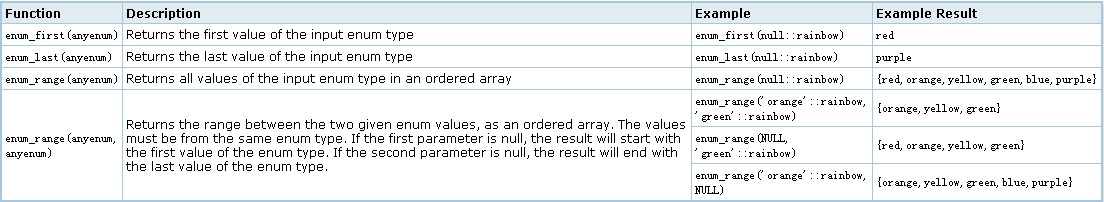 Function Description Example Example Result
enum_first(anyenum) Returns the first value of the input enum type enum_first(null::rainbow) red
enum_last(anyenum) Returns the last value of the input enum type enum_last(null::rainbow) purple
enum_range(anyenum) Returns all values of the input enum type in an ordered array enum_range(null::rainbow) {red,orange,yellow,green,blue,purple}
enum_range(anyenum,
anyenum)
Returns the range between the two given enum values, as an ordered array. The values
must be from the same enum type. If the first parameter is null, the result will start with
the first value of the enum type. If the second parameter is null, the result will end with
the last value of the enum type.
enum_range('orange'::rainbow,
'green'::rainbow)
{orange,yellow,green}
enum_range(NULL,
'green'::rainbow)
{red,orange,yellow,green}
enum_range('orange'::rainbow,
NULL)
{orange,yellow,green,blue,purple}